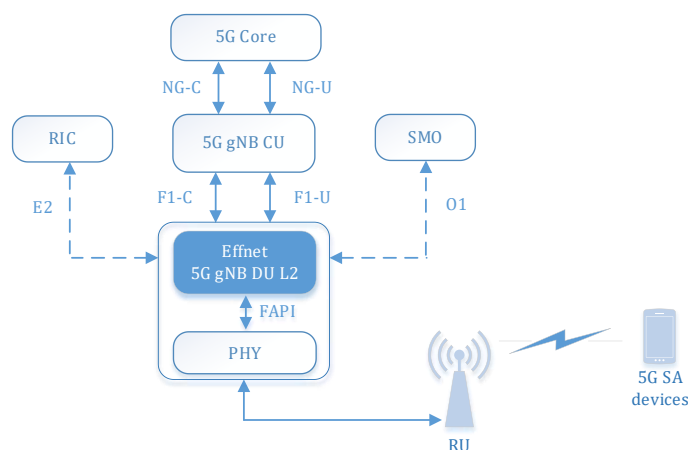 5G Core
NG-C
NG-U
RIC
5G gNB CU
SMO
E2
F1-C
F1-U
O1
Effnet
5G gNB DU L2
FAPI
PHY
5G SA
devices
RU